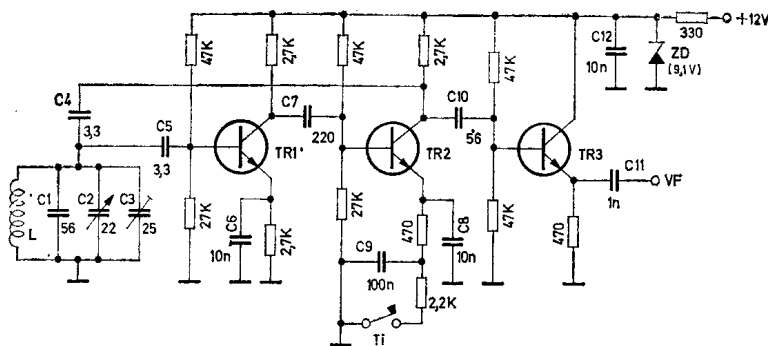 47K
2,7K
47K
2,7K
47K
C12
10n
ZD
(9,1V)
330
+12V
C4
3,3
C5
3,3
C7
220
C10
56
TR1
TR2
TR3
C11
1n
VF
L
C1
56
C2
22
C3
25
27K
C6
10n
2,7K
27K
C9
100n
470
C8
10n
2,2K
47K
470
Ti